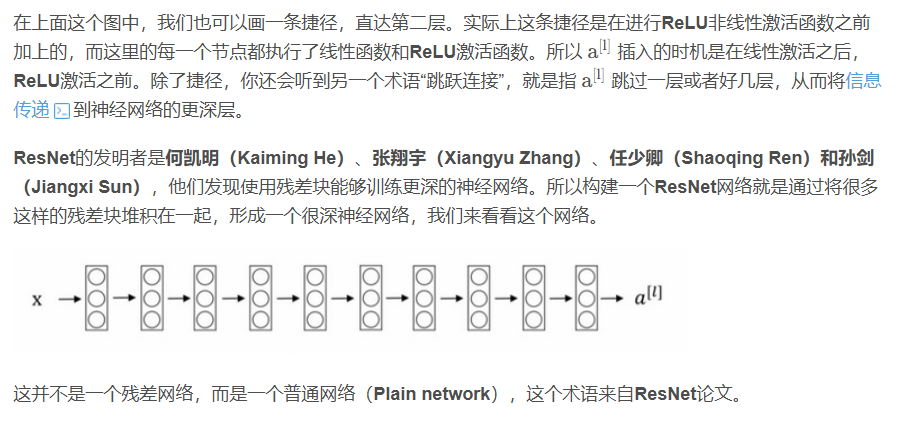 在上面这个图中，我们也可以画一条捷径，直达第二层。实际上这条捷径是在进行ReLU非线性激活函数之前
加上的，而这里的每一个节点都执行了线性函数和ReLU激活函数。所以 a[l] 插入的时机是在线性激活之后，
ReLU激活之前。除了捷径，你还会听到另一个术语“跳跃连接”，就是指 a[l] 跳过一层或者好几层，从而将信息
传递到神经网络的更深层。
ResNet的发明者是何凯明（Kaiming He）、张翔宇（Xiangyu Zhang）、任少卿（Shaoqing Ren）和孙剑
（Jiangxi Sun），他们发现使用残差块能够训练更深的神经网络。所以构建一个ResNet网络就是通过将很多
这样的残差块堆积在一起，形成一个很深神经网络，我们来看看这个网络。
x a[l]
这并不是一个残差网络，而是一个普通网络（Plain network），这个术语来自ResNet论文。